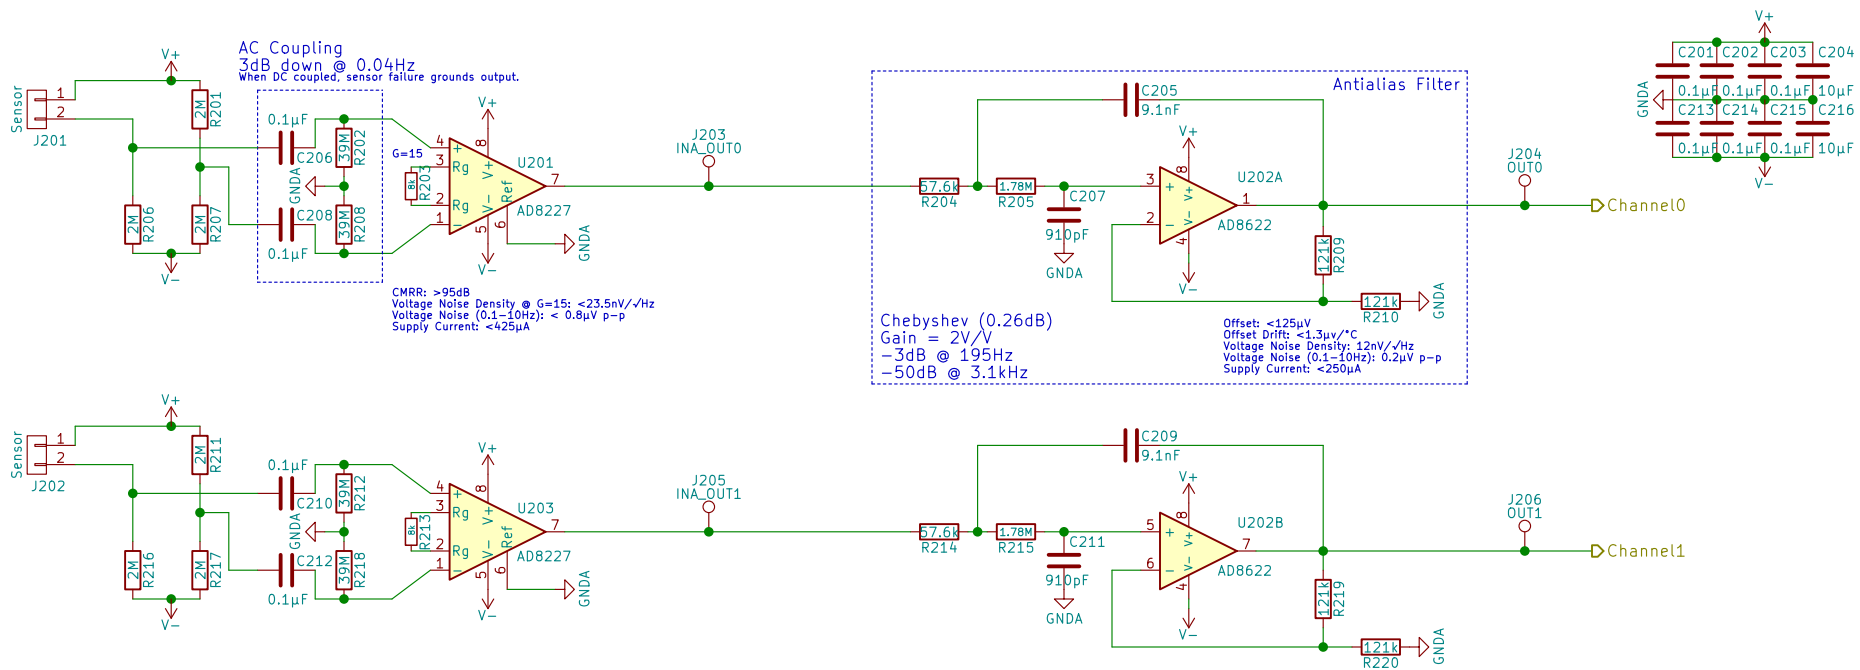 AC Coupling
3dB down @ 0.04Hz
When DC coupled, sensor failure grounds output.
V+
Sensor
1
2
J201
2M
R201
0.1µF
C206
39M
R202
GNDA
C208
0.1µF
39M
R208
2M
R206
2M
R207
V-
G=15
8k
R203
V+
4
3
2
1
+
Rg
Rg
-
8
V+
V-
Ref
5
6
7
U201
AD8227
V-
GNDA
CMRR: >95dB
Voltage Noise Density @ G=15: <23.5nV/√Hz
Voltage Noise (0.1-10Hz): < 0.8µV p-p
Supply Current: <425µA
J203
INA_OUT0
Antialias Filter
C205
9.1nF
57.6k
R204
1.78M
R205
C207
910pF
GNDA
V+
3
2
+
-
8
V+
V-
4
1
U202A
AD8622
V-
121k
R209
121k
R210
GNDA
Chebyshev (0.26dB)
Gain = 2V/V
-3dB @ 195Hz
-50dB @ 3.1kHz
Offset: <125µV
Offset Drift: <1.3µv/°C
Voltage Noise Density: 12nV/√Hz
Voltage Noise (0.1-10Hz): 0.2µV p-p
Supply Current: <250µA
J204
OUT0
Channel0
V+
C201
C202
C203
C204
0.1µF
0.1µF
0.1µF
10µF
GNDA
C213
C214
C215
C216
0.1µF
0.1µF
0.1µF
10µF
V-
V+
Sensor
1
2
J202
2M
R211
0.1µF
C210
39M
R212
GNDA
C212
0.1µF
39M
R218
2M
R216
2M
R217
V-
8k
R213
V+
4
3
2
1
+
Rg
Rg
-
8
V+
V-
Ref
5
6
7
U203
AD8227
V-
GNDA
J205
INA_OUT1
C209
9.1nF
57.6k
R214
1.78M
R215
C211
910pF
GNDA
V+
5
6
+
-
8
V+
V-
4
7
U202B
AD8622
V-
121k
R219
121k
R220
GNDA
J206
OUT1
Channel1